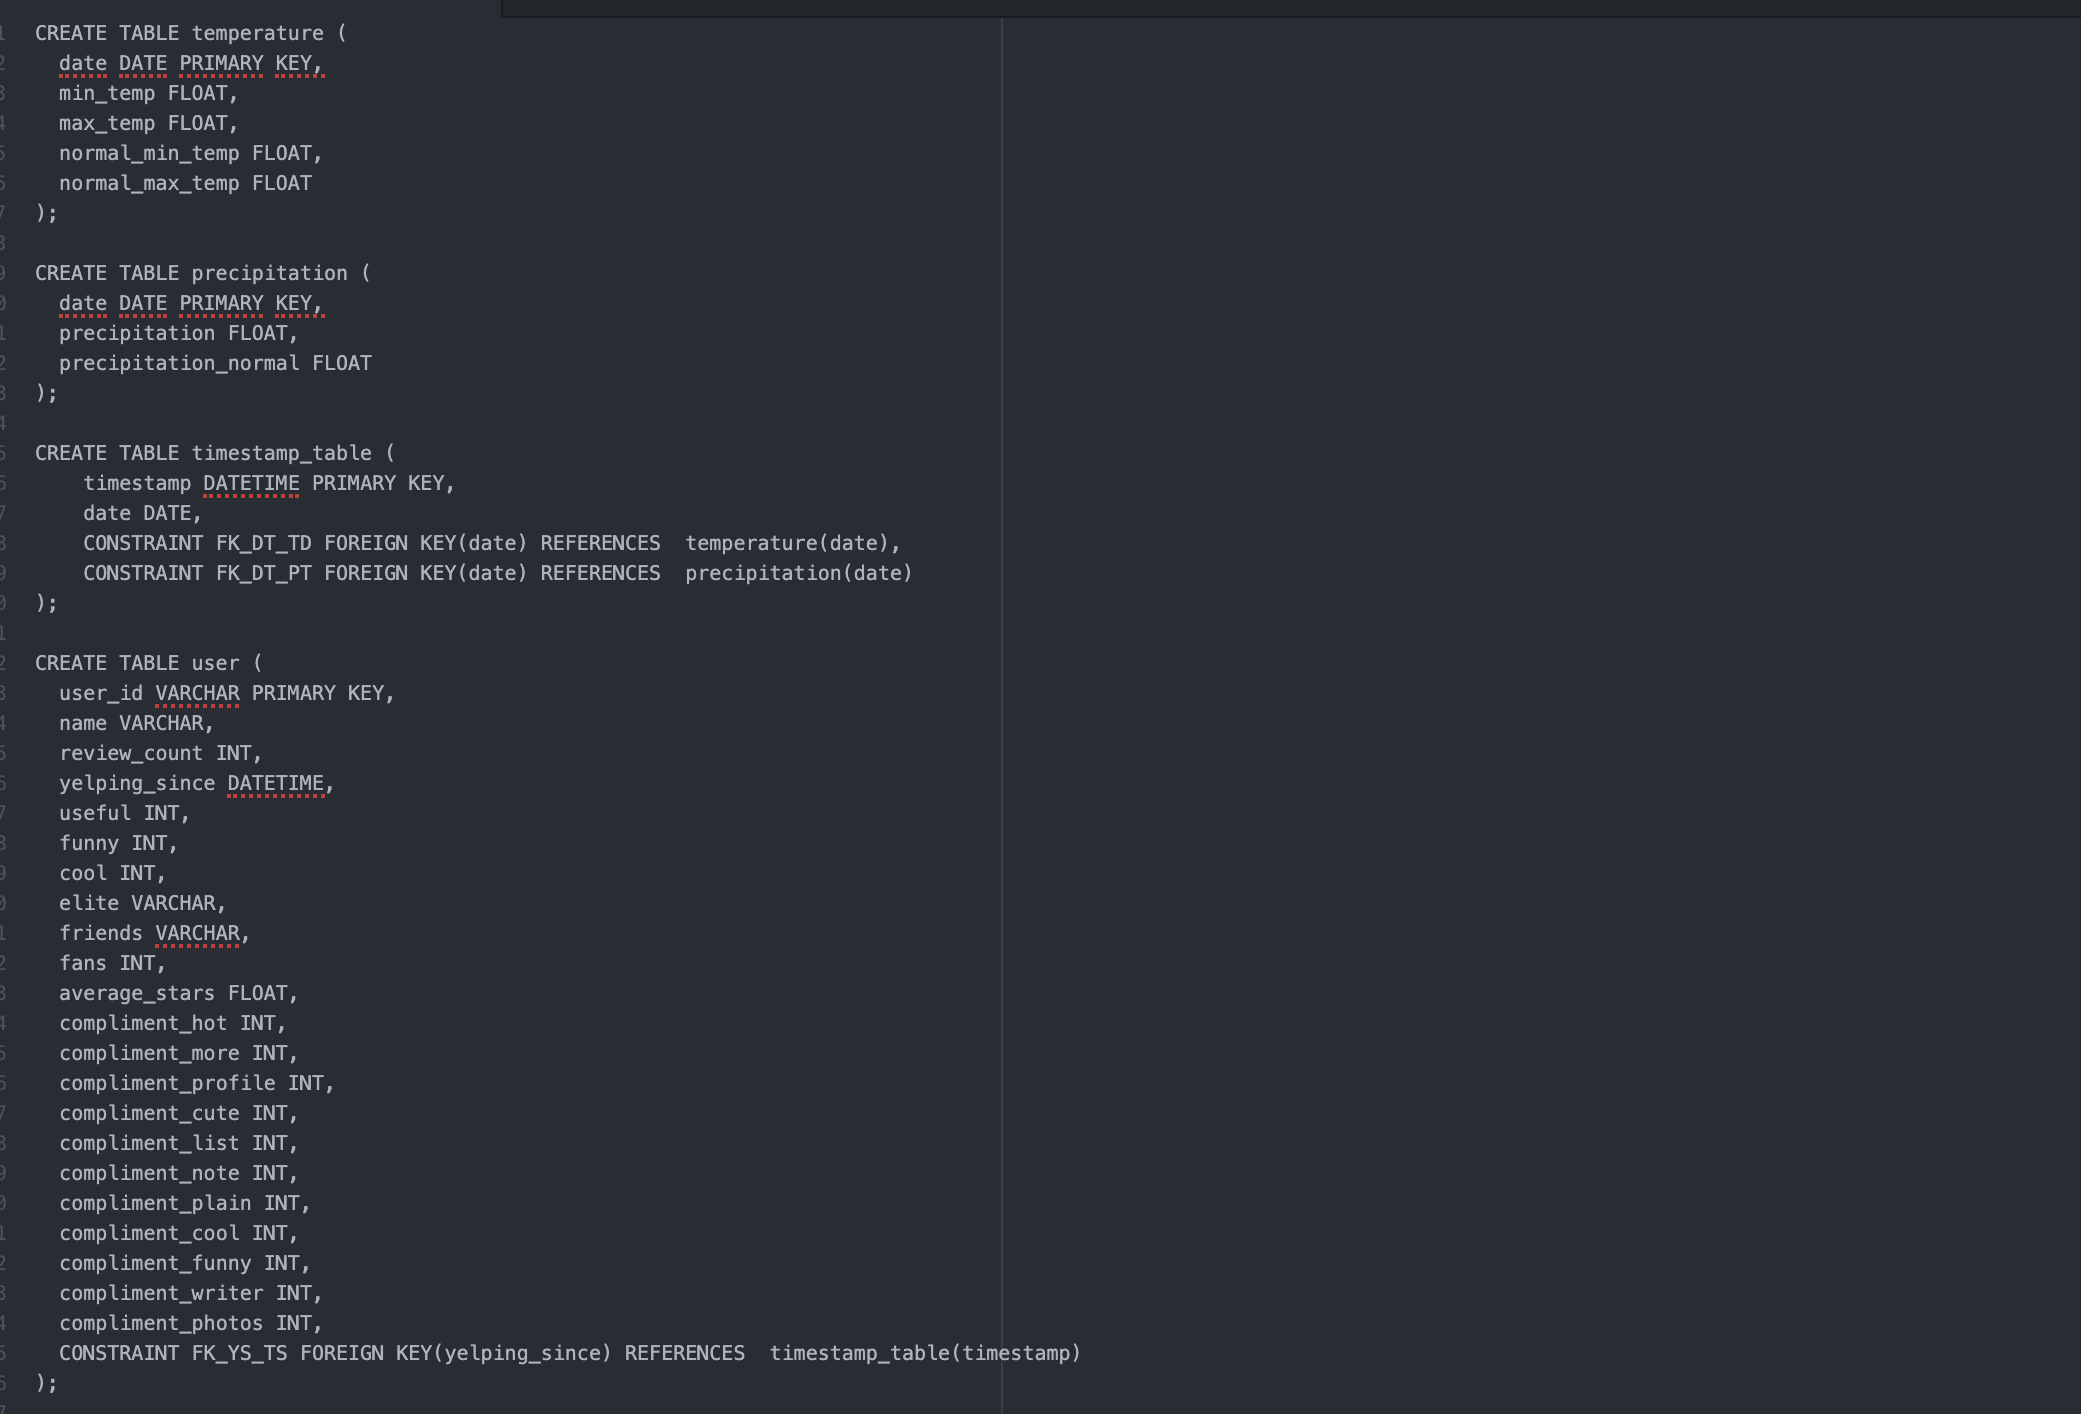 CREATE TABLE temperature (
  date DATE PRIMARY KEY,
  min_temp FLOAT,
  max_temp FLOAT,
  normal_min_temp FLOAT,
  normal_max_temp FLOAT
);

CREATE TABLE precipitation (
  date DATE PRIMARY KEY,
  precipitation FLOAT,
  precipitation_normal FLOAT
);

CREATE TABLE timestamp_table (
    timestamp DATETIME PRIMARY KEY,
    date DATE,
    CONSTRAINT FK_DT_TD FOREIGN KEY(date) REFERENCES  temperature(date),
    CONSTRAINT FK_DT_PT FOREIGN KEY(date) REFERENCES  precipitation(date)
);

CREATE TABLE user (
  user_id VARCHAR PRIMARY KEY,
  name VARCHAR,
  review_count INT,
  yelping_since DATETIME,
  useful INT,
  funny INT,
  cool INT,
  elite VARCHAR,
  friends VARCHAR,
  fans INT,
  average_stars FLOAT,
  compliment_hot INT,
  compliment_more INT,
  compliment_profile INT,
  compliment_cute INT,
  compliment_list INT,
  compliment_note INT,
  compliment_plain INT,
  compliment_cool INT,
  compliment_funny INT,
  compliment_writer INT,
  compliment_photos INT,
  CONSTRAINT FK_YS_TS FOREIGN KEY(yelping_since) REFERENCES  timestamp_table(timestamp)
);